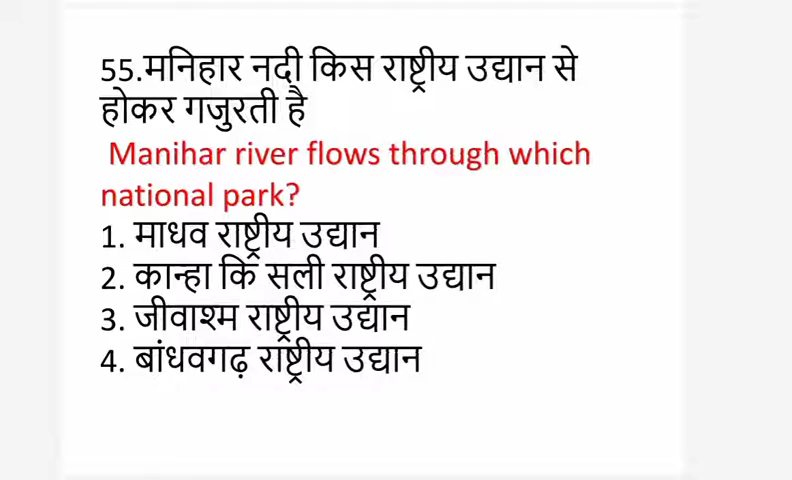 55.मनिहार नदी किस राष्ट्रीय उद्यान से
होकर गजुरती है
Manihar river flows through which
national park?
1. माधव राष्ट्रीय उद्यान
2. कान्हा कि सली राष्ट्रीय उद्यान
3. जीवाश्म राष्ट्रीय उद्यान
4. बांधवगढ़ राष्ट्रीय उद्यान